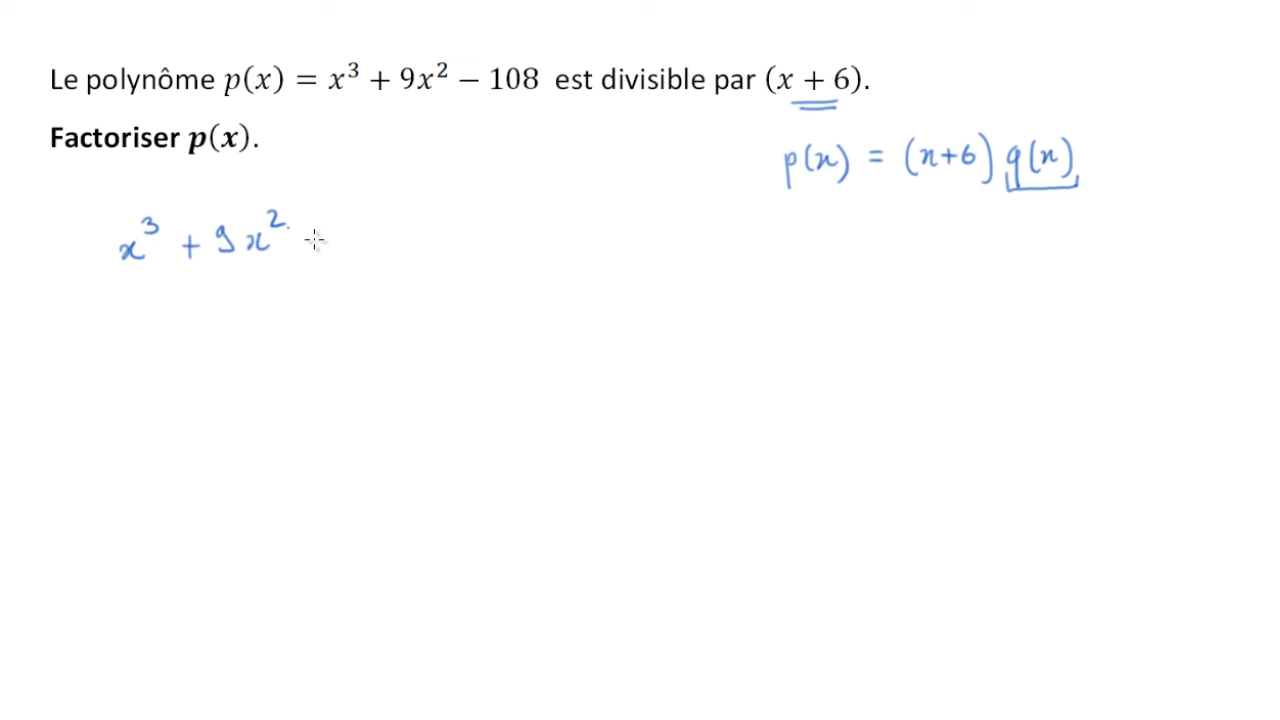 Le polynôme p(x) = x³ + 9x² − 108 est divisible par (x + 6).
Factoriser p(x).
p(x) = (x+6) q(x)
x³ + 9x²